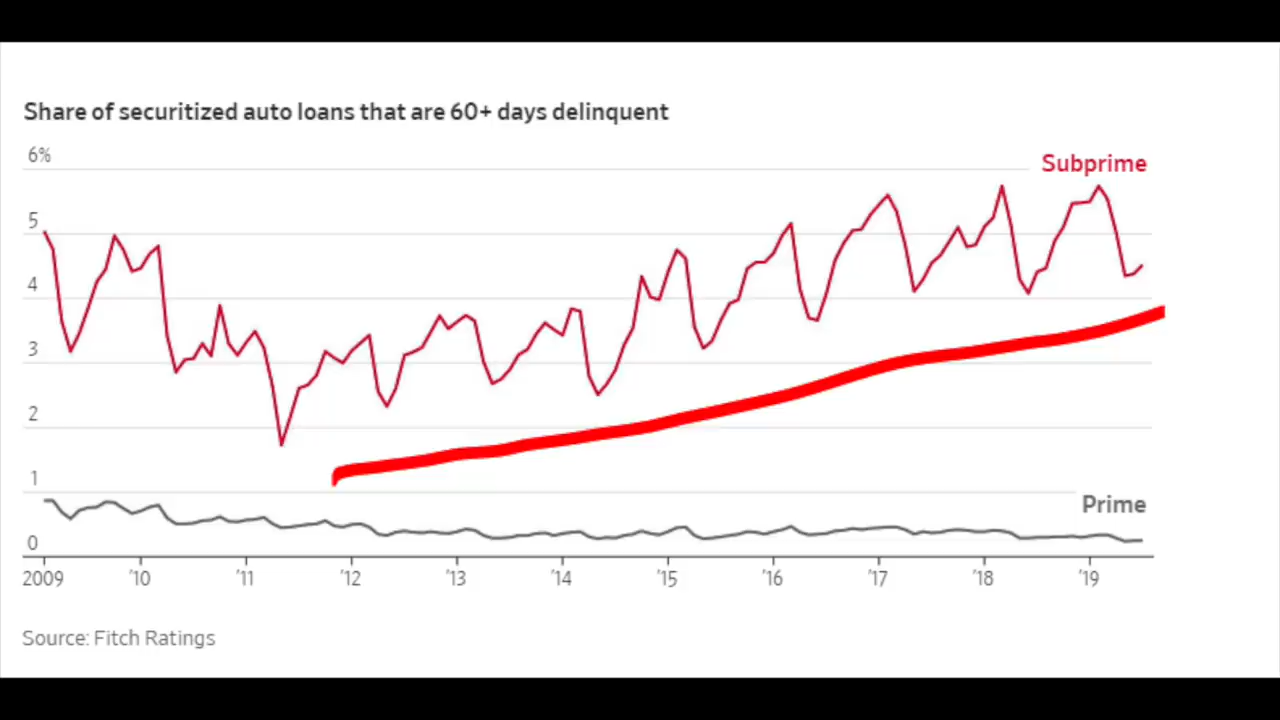 Share of securitized auto loans that are 60+ days delinquent
6%
Subprime
5
4
3
2
1
Prime
0
2009 '10 '11 '12 '13 '14 '15 '16 '17 '18 '19
Source: Fitch Ratings